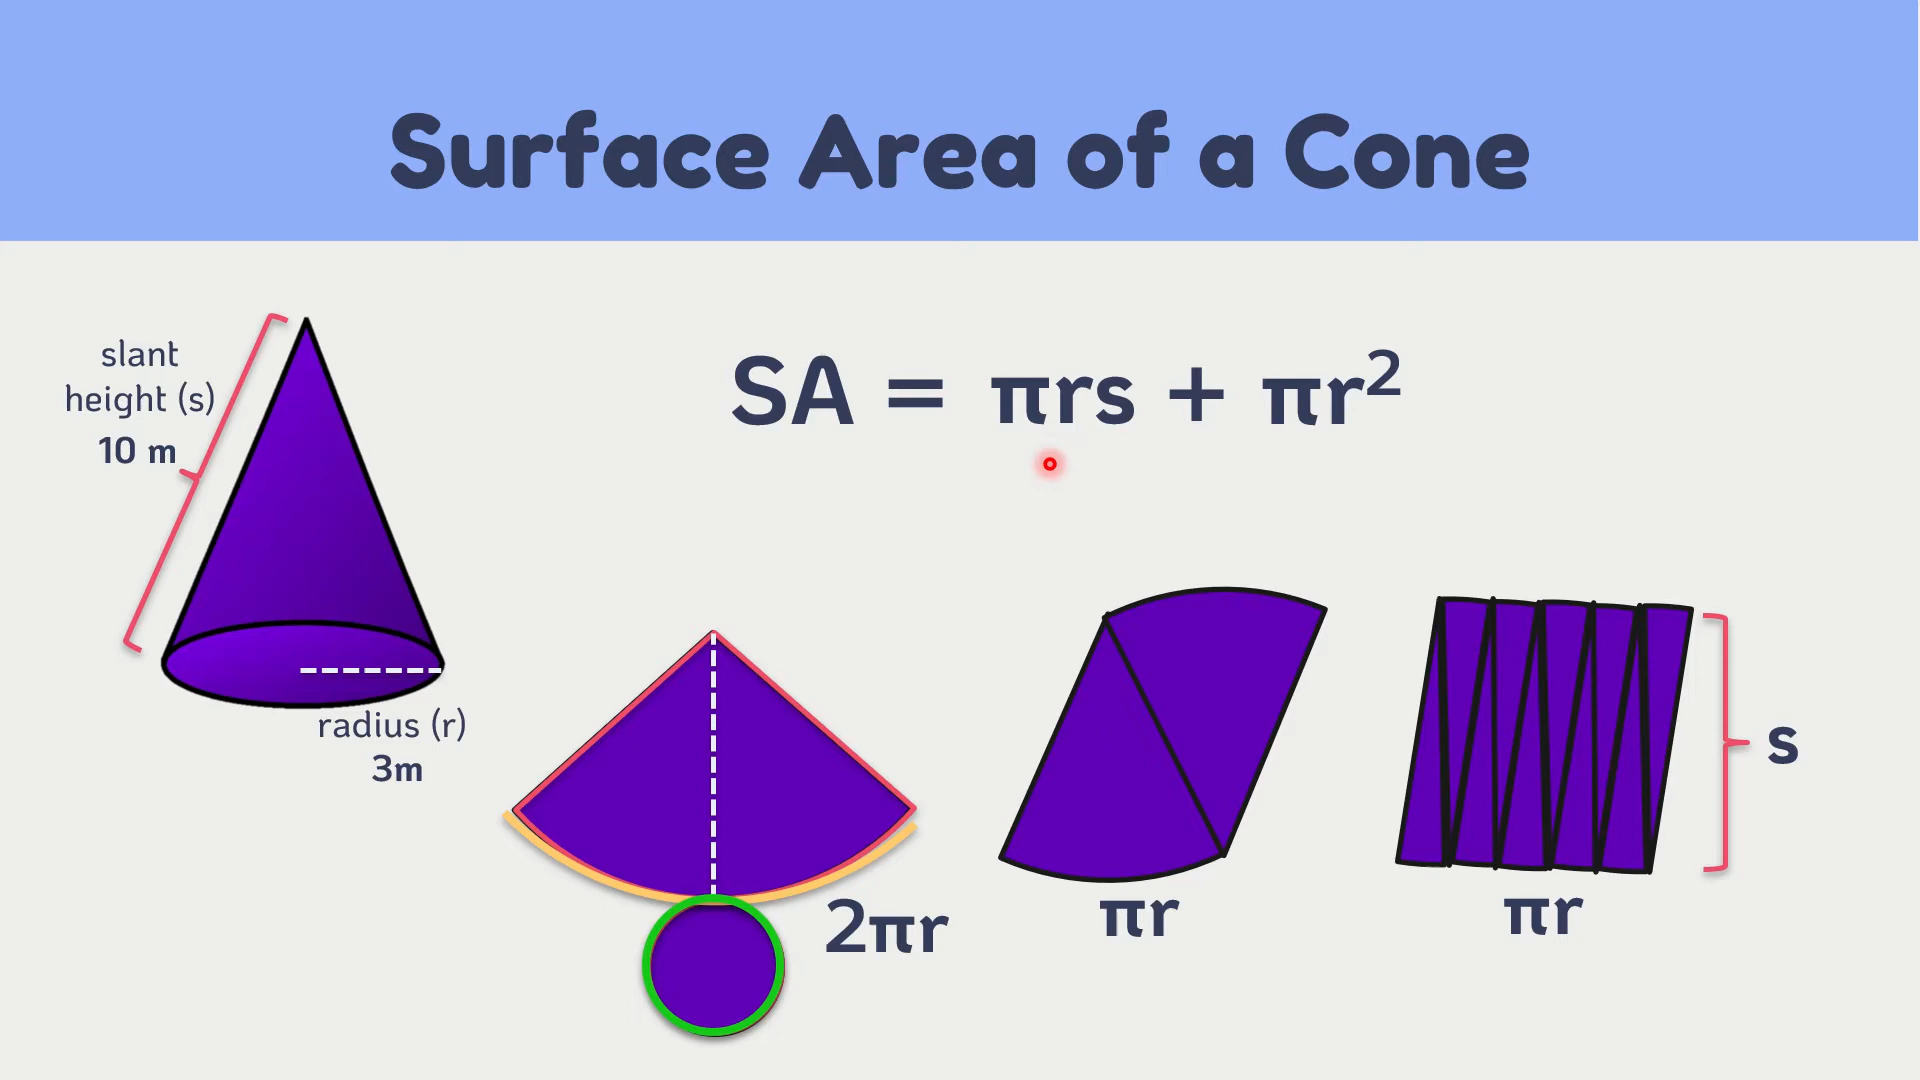 Surface Area of a Cone
slant
height (s)
10 m
SA = πrs + πr²
radius (r)
3m
2πr
πr
πr
s